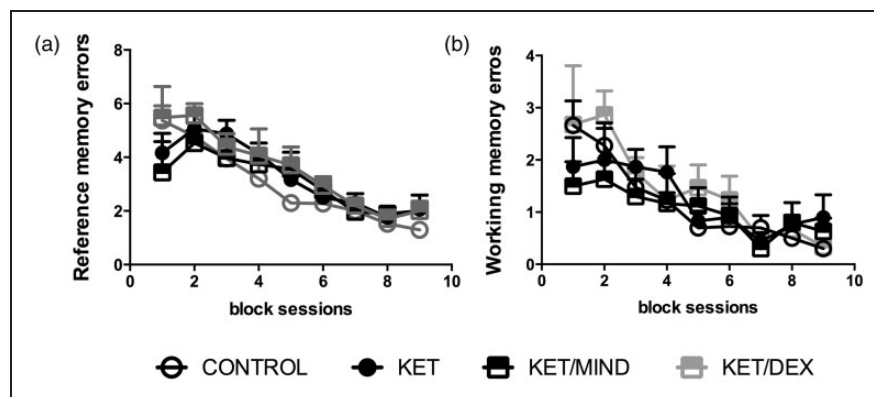 (a)
Reference memory errors
8
6
4
2
0
0 2 4 6 8 10
block sessions
(b)
Workinng memory erros
4
3
2
1
0
0 2 4 6 8 10
block sessions
CONTROL KET KET/MIND KET/DEX